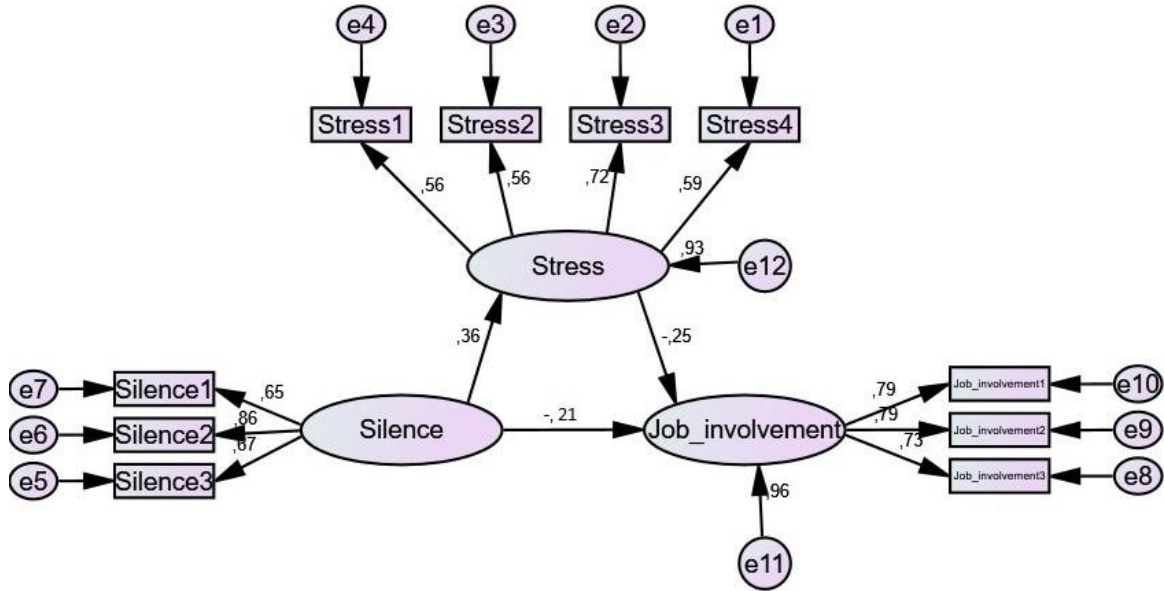 e4 e3 e2 e1
Stress1 Stress2 Stress3 Stress4
,56 ,56 ,72 ,59
Stress ,93 e12
,36 -,25
e7 Silence1 ,65
e6 Silence2 ,86
e5 Silence3 ,67
Silence -, 21 Job_involvement
,79 Job_involvement1 e10
,79 Job_involvement2 e9
,73 Job_involvement3 e8
,96
e11